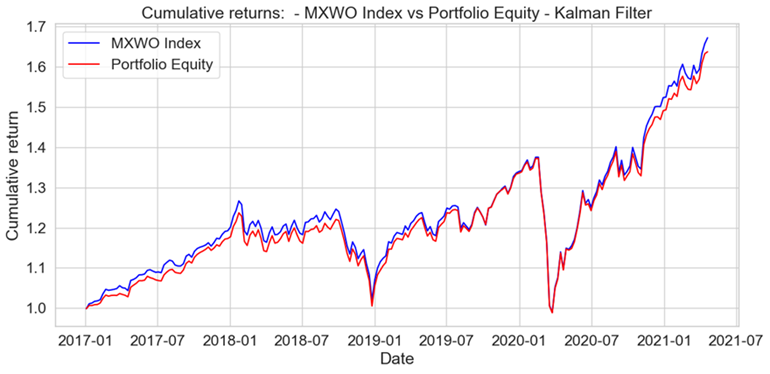 Cumulative returns:  - MXWO Index vs Portfolio Equity - Kalman Filter
1.7
MXWO Index
Portfolio Equity
1.6
1.5
1.4
1.3
1.2
1.1
1.0
Cumulative return
2017-01 2017-07 2018-01 2018-07 2019-01 2019-07 2020-01 2020-07 2021-01 2021-07
Date